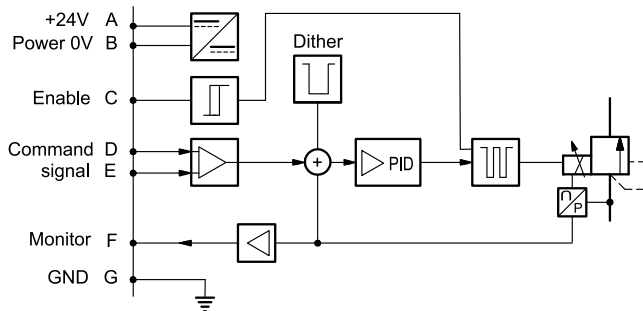 +24V A
Power 0V B
Dither
Enable C
Command D
signal E
+
PID
Monitor F
U
P
GND G